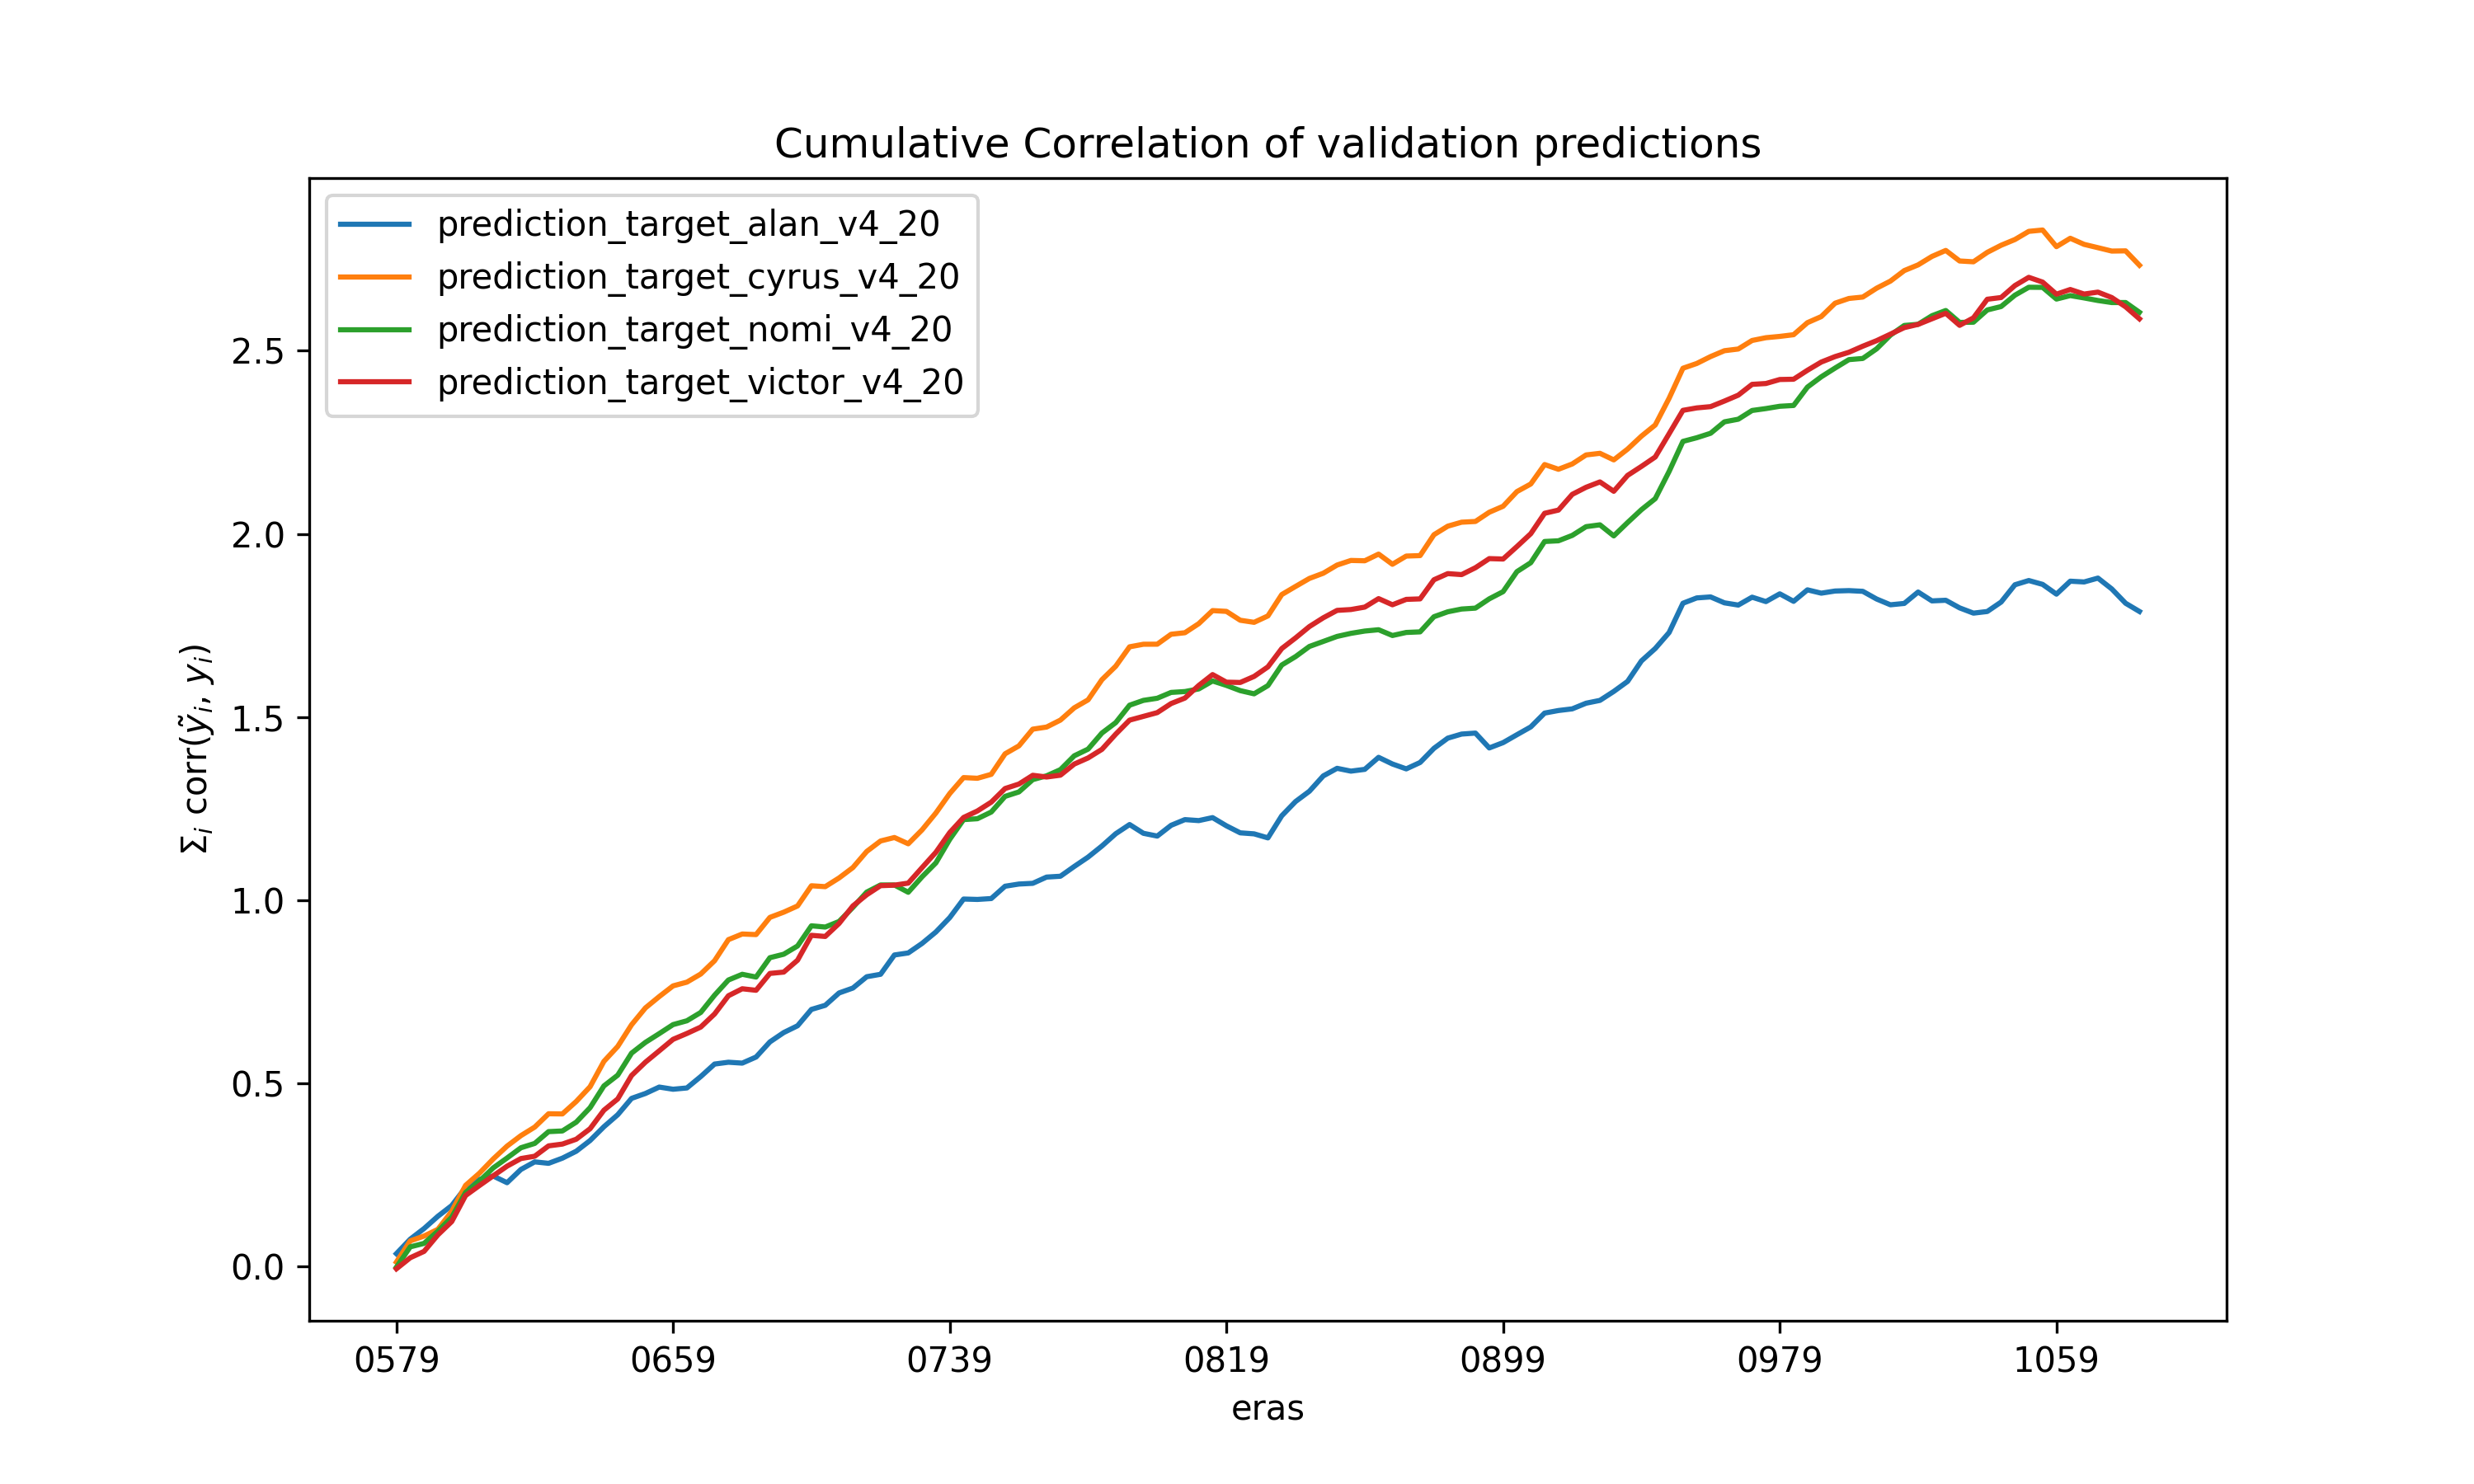 Cumulative Correlation of validation predictions
prediction_target_alan_v4_20
prediction_target_cyrus_v4_20
prediction_target_nomi_v4_20
prediction_target_victor_v4_20
2.5
2.0
1.5
1.0
0.5
0.0
Σᵢ corr(ỹᵢ, yᵢ)
0579 0659 0739 0819 0899 0979 1059
eras